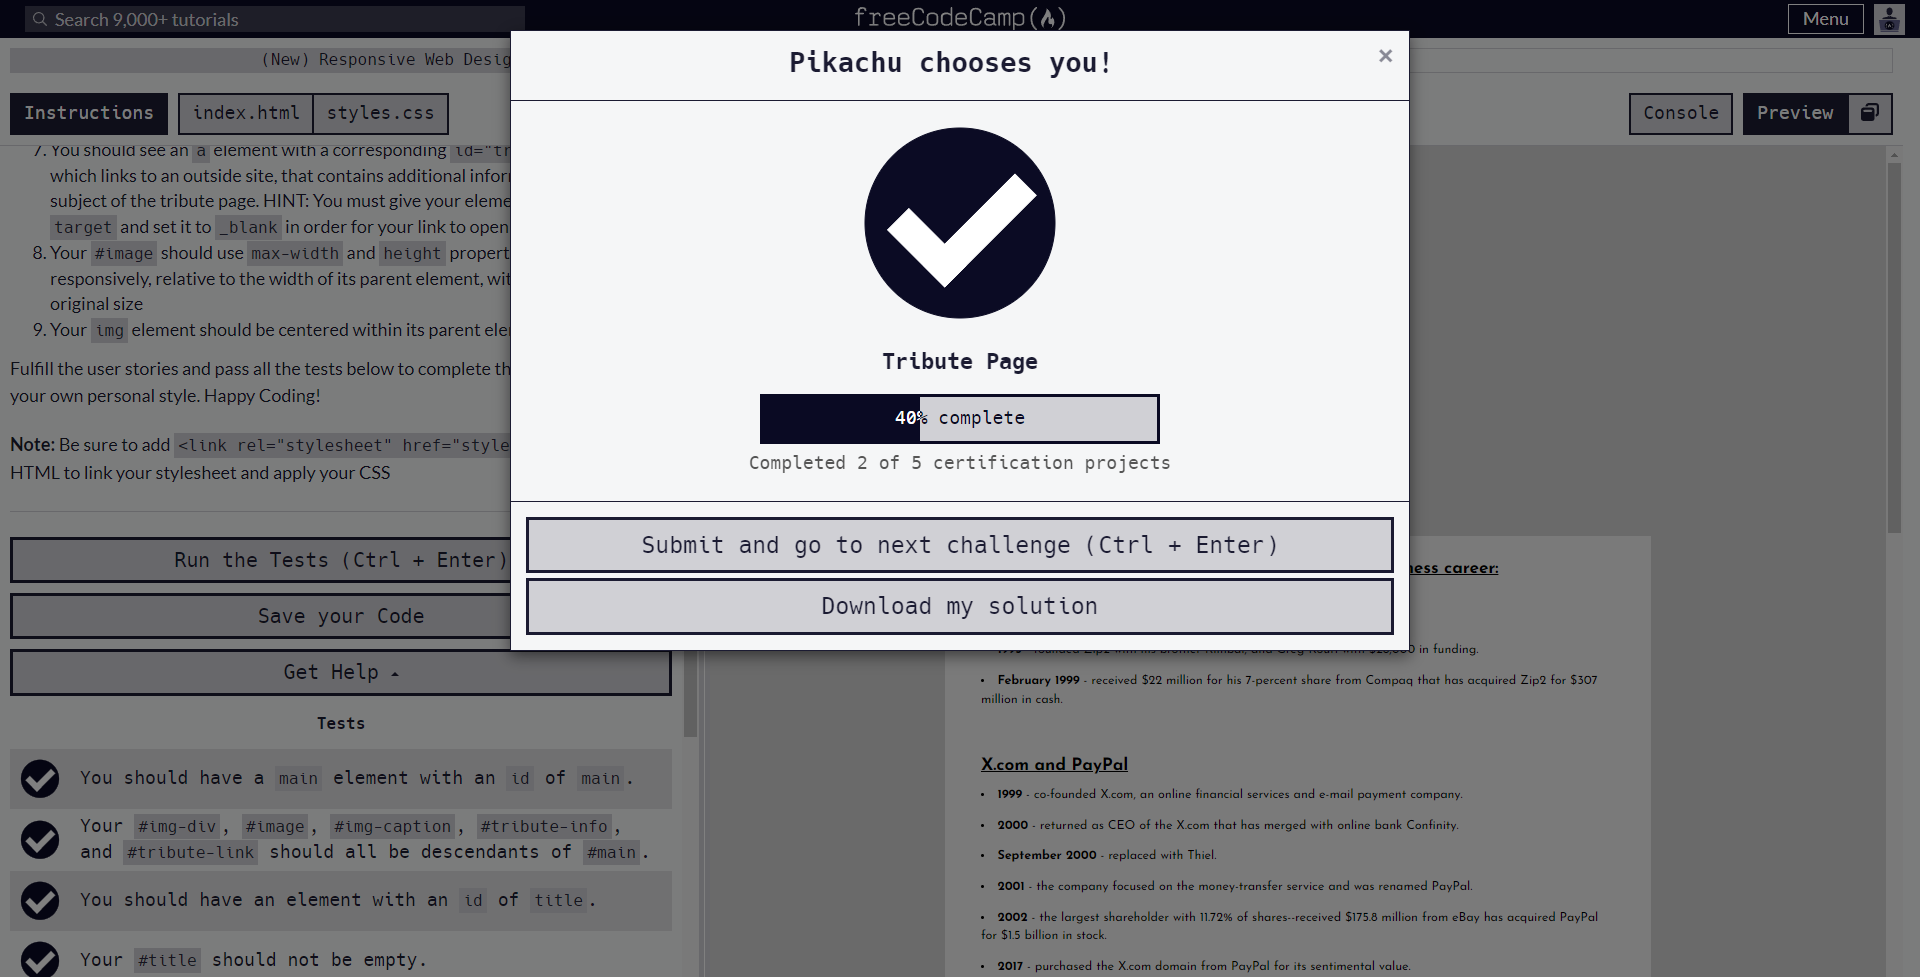 Search 9,000+ tutorials
freeCodeCamp
Menu
(New) Responsive Web Desig
Instructions
index.html
styles.css
Console
Preview
7. You should see an a element with a corresponding id="tr
which links to an outside site, that contains additional infor
subject of the tribute page. HINT: You must give your eleme
target and set it to _blank in order for your link to open
8. Your #image should use max-width and height propert
responsively, relative to the width of its parent element, wit
original size
9. Your img element should be centered within its parent ele
Fulfill the user stories and pass all the tests below to complete th
your own personal style. Happy Coding!
Note: Be sure to add <link rel="stylesheet" href="style
HTML to link your stylesheet and apply your CSS
Run the Tests (Ctrl + Enter)
Save your Code
Get Help
Tests
You should have a main element with an id of main.
Your #img-div, #image, #img-caption, #tribute-info,
and #tribute-link should all be descendants of #main.
You should have an element with an id of title.
Your #title should not be empty.
Pikachu chooses you!
×
Tribute Page
40% complete
Completed 2 of 5 certification projects
Submit and go to next challenge (Ctrl + Enter)
Download my solution
ness career:
in funding.
• February 1999 - received $22 million for his 7-percent share from Compaq that has acquired Zip2 for $307
million in cash.
X.com and PayPal
• 1999 - co-founded X.com, an online financial services and e-mail payment company.
• 2000 - returned as CEO of the X.com that has merged with online bank Confinity.
• September 2000 - replaced with Thiel.
• 2001 - the company focused on the money-transfer service and was renamed PayPal.
• 2002 - the largest shareholder with 11.72% of shares--received $175.8 million from eBay has acquired PayPal
for $1.5 billion in stock.
• 2017 - purchased the X.com domain from PayPal for its sentimental value.